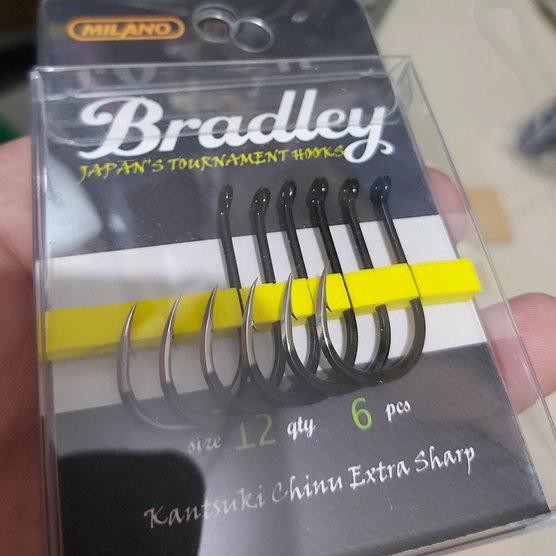 MILANO
Bradley
JAPAN'S TOURNAMENT HOOKS
size 12 qty 6 pcs
Kantsuki Chinu Extra Sharp